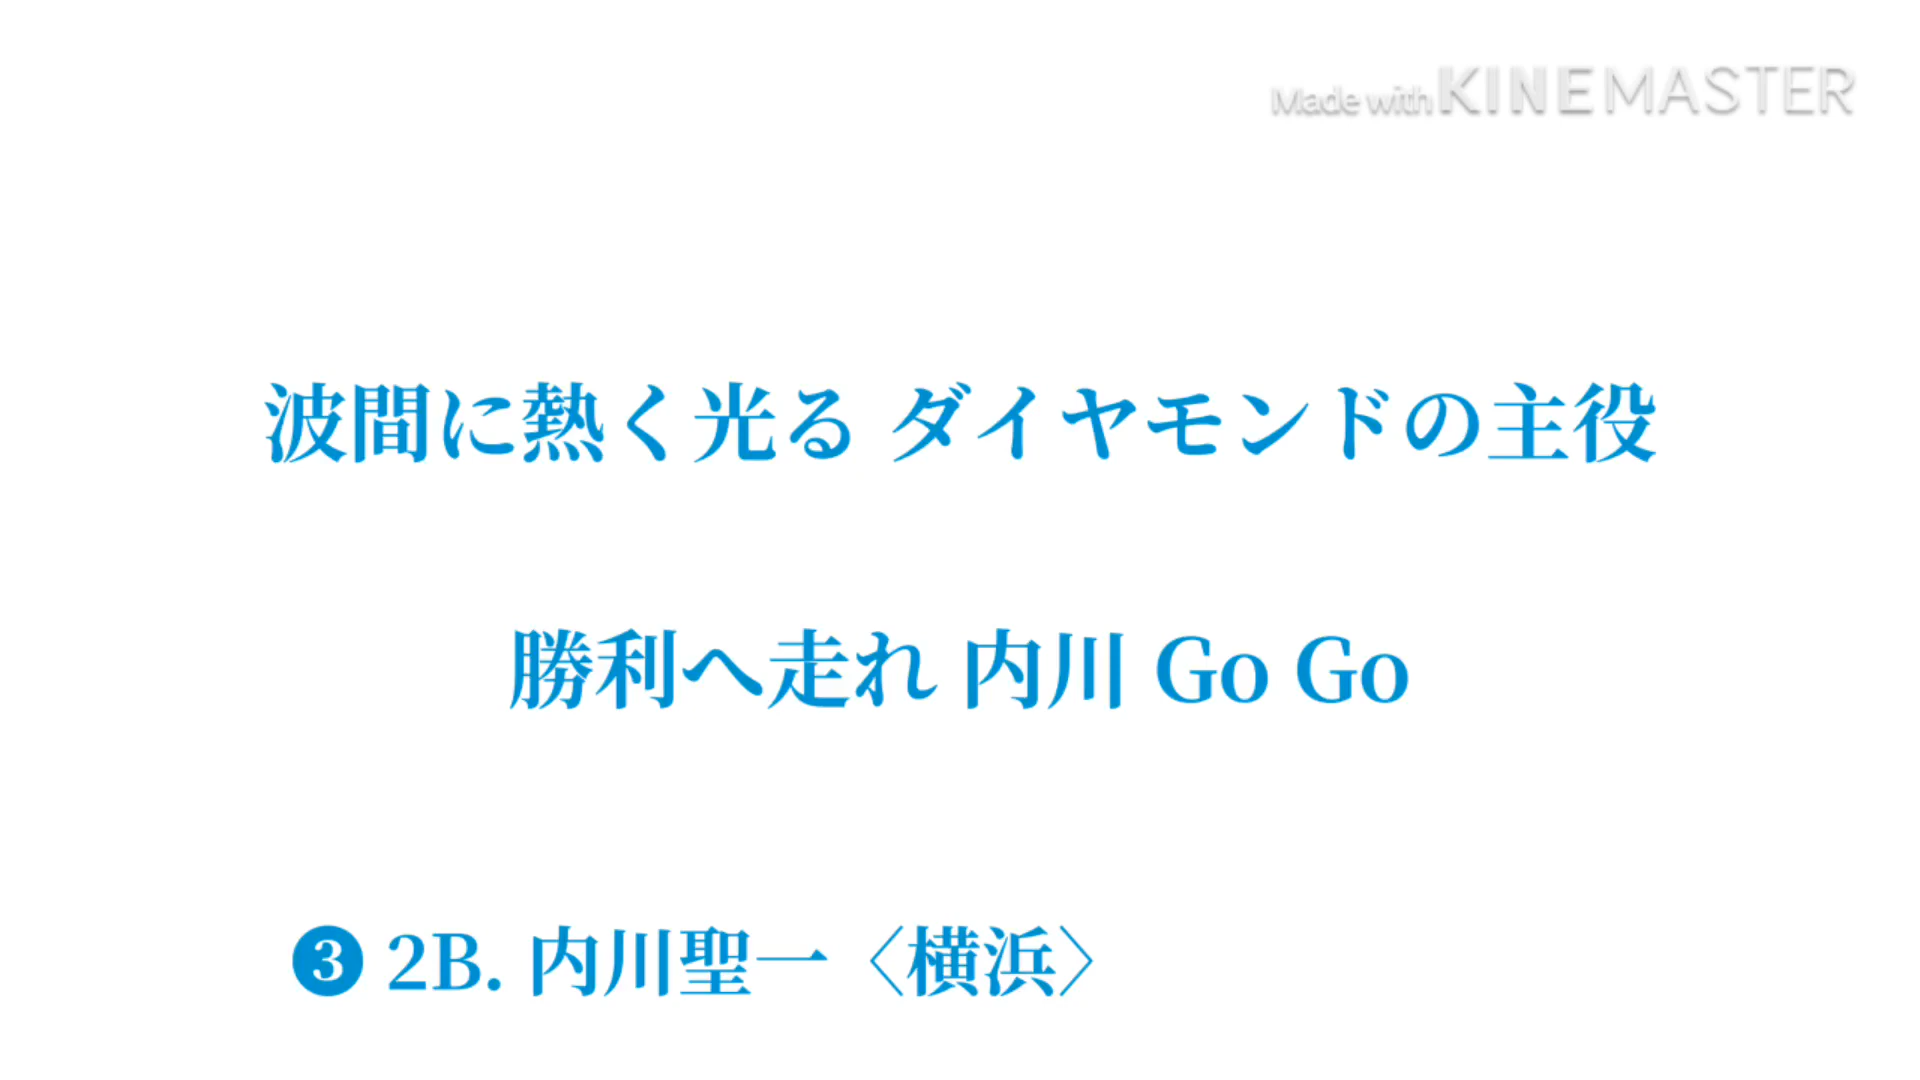 Made with KINEMASTER
波間に熱く光る ダイヤモンドの主役
勝利へ走れ 内川 Go Go
❸ 2B. 内川聖一〈横浜〉